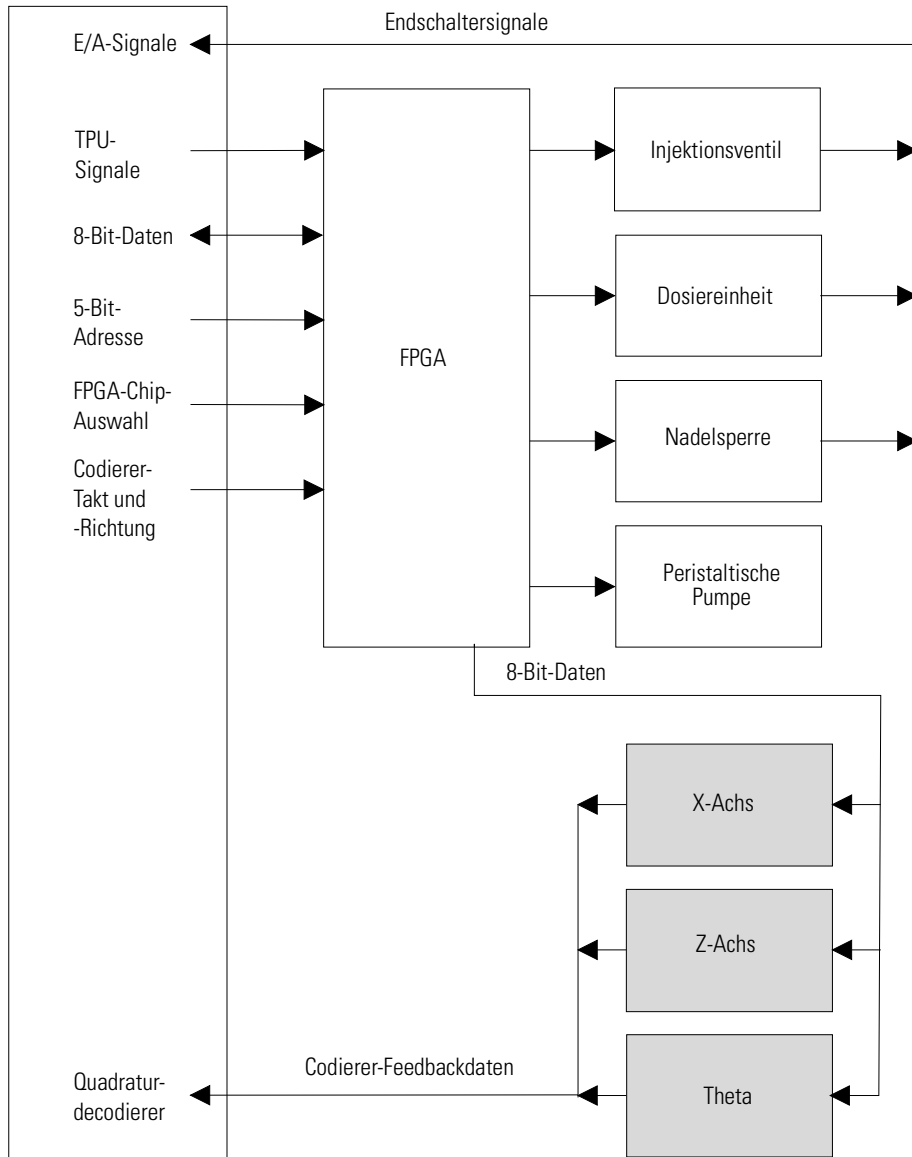 Endschaltersignale
E/A-Signale
TPU-
Signale
8-Bit-Daten
5-Bit-
Adresse
FPGA-Chip-
Auswahl
Codierer-
Takt und
-Richtung
FPGA
Injektionsventil
Dosiereinheit
Nadelsperre
Peristaltische
Pumpe
8-Bit-Daten
X-Achs
Z-Achs
Theta
Codierer-Feedbackdaten
Quadratur-
decodierer